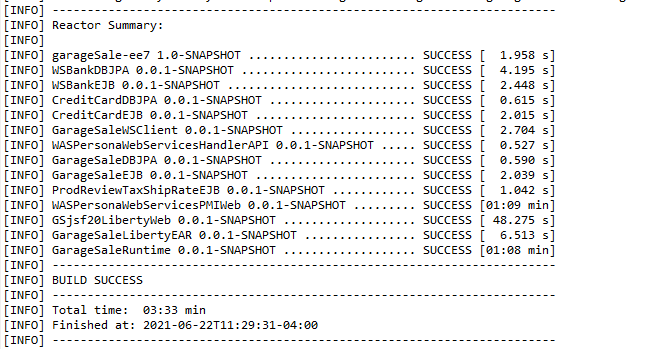 [INFO] ------------------------------------------------------------------------
[INFO] Reactor Summary:
[INFO]
[INFO] garageSale-ee7 1.0-SNAPSHOT ........................ SUCCESS [  1.958 s]
[INFO] WSBankDBJPA 0.0.1-SNAPSHOT ......................... SUCCESS [  4.195 s]
[INFO] WSBankEJB 0.0.1-SNAPSHOT ........................... SUCCESS [  2.448 s]
[INFO] CreditCardDBJPA 0.0.1-SNAPSHOT ..................... SUCCESS [  0.615 s]
[INFO] CreditCardEJB 0.0.1-SNAPSHOT ....................... SUCCESS [  2.015 s]
[INFO] GarageSaleWSClient 0.0.1-SNAPSHOT .................. SUCCESS [  2.704 s]
[INFO] WASPersonaWebServicesHandlerAPI 0.0.1-SNAPSHOT ..... SUCCESS [  0.527 s]
[INFO] GarageSaleDBJPA 0.0.1-SNAPSHOT ..................... SUCCESS [  0.590 s]
[INFO] GarageSaleEJB 0.0.1-SNAPSHOT ....................... SUCCESS [  2.039 s]
[INFO] ProdReviewTaxShipRateEJB 0.0.1-SNAPSHOT ............ SUCCESS [  1.042 s]
[INFO] WASPersonaWebServicesPMIWeb 0.0.1-SNAPSHOT ......... SUCCESS [01:09 min]
[INFO] GSjsf20LibertyWeb 0.0.1-SNAPSHOT ................... SUCCESS [ 48.275 s]
[INFO] GarageSaleLibertyEAR 0.0.1-SNAPSHOT ................ SUCCESS [  6.513 s]
[INFO] GarageSaleRuntime 0.0.1-SNAPSHOT ................... SUCCESS [01:08 min]
[INFO] ------------------------------------------------------------------------
[INFO] BUILD SUCCESS
[INFO] ------------------------------------------------------------------------
[INFO] Total time:  03:33 min
[INFO] Finished at: 2021-06-22T11:29:31-04:00
[INFO] ------------------------------------------------------------------------